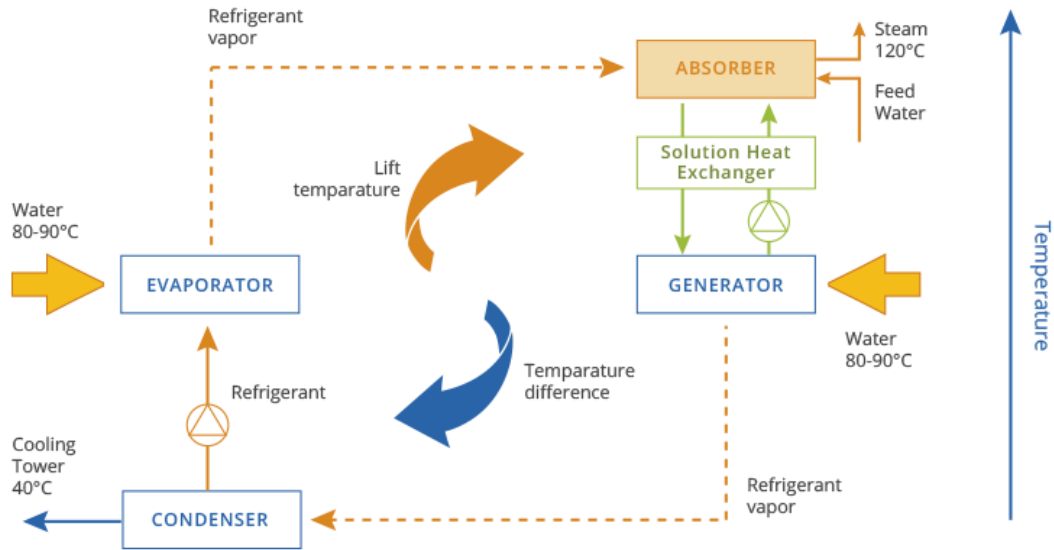 Refrigerant
vapor
ABSORBER
Steam
120°C
Feed
Water
Solution Heat
Exchanger
Lift
temparature
Water
80-90°C
EVAPORATOR
GENERATOR
Temperature
Water
80-90°C
Temparature
difference
Refrigerant
Cooling
Tower
40°C
CONDENSER
Refrigerant
vapor